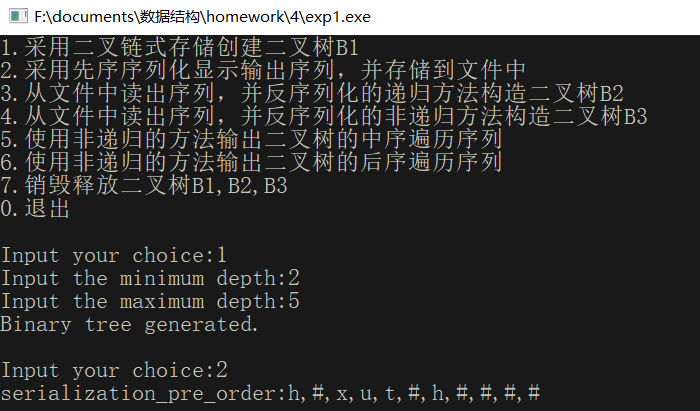 F:\documents\数据结构\homework\4\exp1.exe
1.采用二叉链式存储创建二叉树B1
2.采用先序序列化显示输出序列，并存储到文件中
3.从文件中读出序列，并反序列化的递归方法构造二叉树B2
4.从文件中读出序列，并反序列化的非递归方法构造二叉树B3
5.使用非递归的方法输出二叉树的中序遍历序列
6.使用非递归的方法输出二叉树的后序遍历序列
7.销毁释放二叉树B1,B2,B3
0.退出
Input your choice:1
Input the minimum depth:2
Input the maximum depth:5
Binary tree generated.
Input your choice:2
serialization_pre_order:h,#,x,u,t,#,h,#,#,#,#